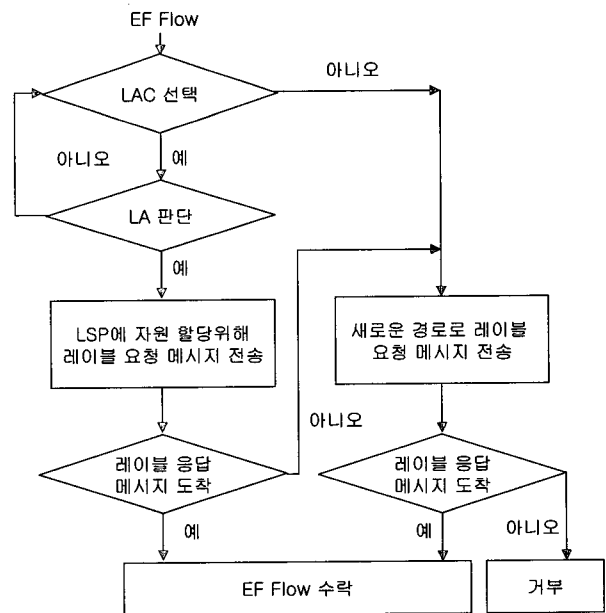 EF Flow
LAC 선택
아니오
아니오
예
LA 판단
예
LSP에 자원 할당위해
레이블 요청 메시지 전송
새로운 경로로 레이블
요청 메시지 전송
아니오
레이블 응답
메시지 도착
레이블 응답
메시지 도착
예
예
아니오
EF Flow 수락
거부